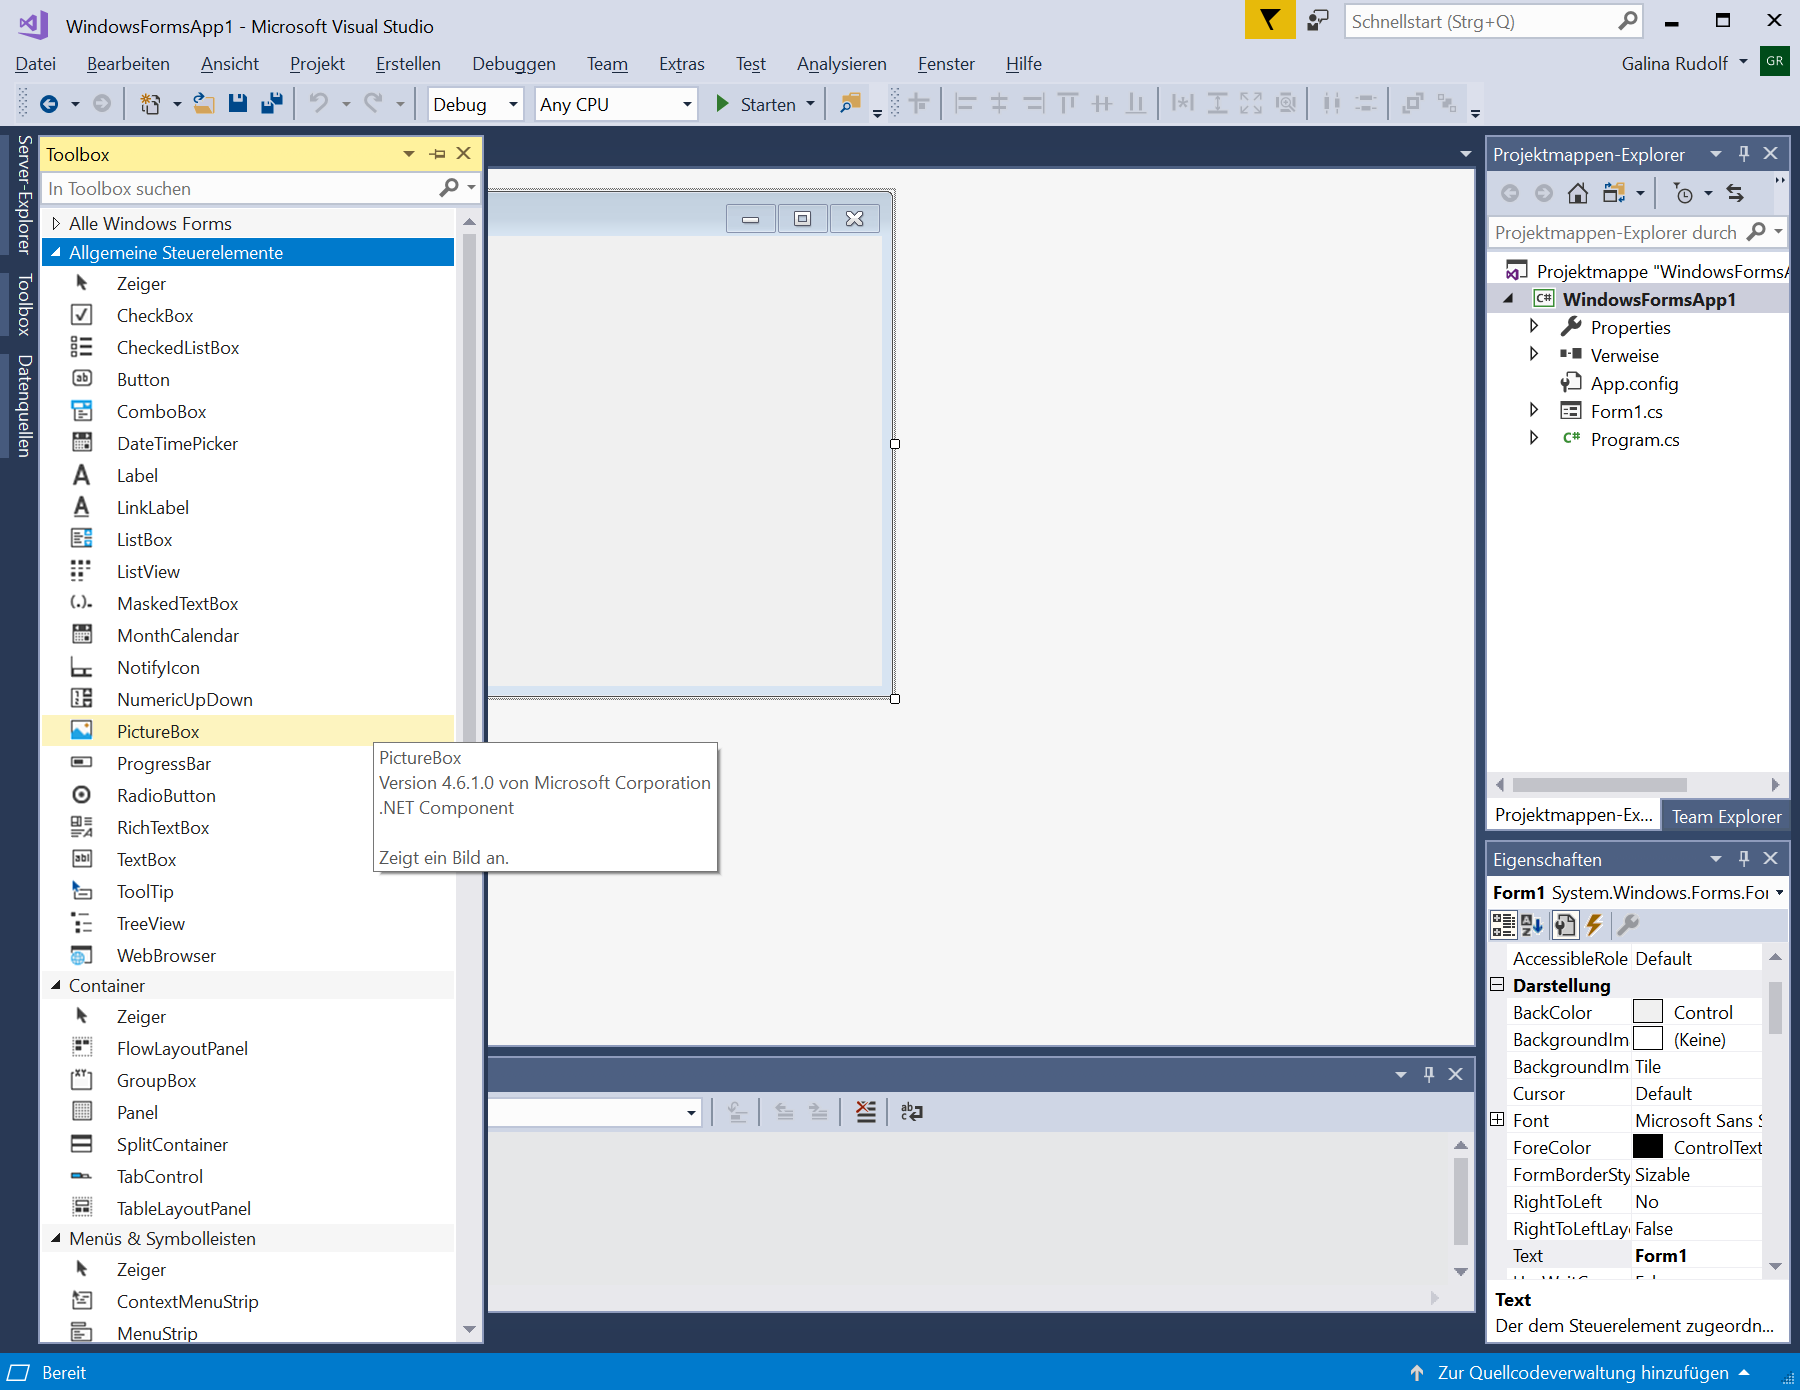 WindowsFormsApp1 - Microsoft Visual Studio
Schnellstart (Strg+Q)
Datei Bearbeiten Ansicht Projekt Erstellen Debuggen Team Extras Test Analysieren Fenster Hilfe
Galina Rudolf GR
Debug Any CPU Starten
Server-Explorer
Toolbox
Datenquellen
Toolbox
In Toolbox suchen
Alle Windows Forms
Allgemeine Steuerelemente
Zeiger
CheckBox
CheckedListBox
Button
ComboBox
DateTimePicker
Label
LinkLabel
ListBox
ListView
MaskedTextBox
MonthCalendar
NotifyIcon
NumericUpDown
PictureBox
ProgressBar
RadioButton
RichTextBox
TextBox
ToolTip
TreeView
WebBrowser
Container
Zeiger
FlowLayoutPanel
GroupBox
Panel
SplitContainer
TabControl
TableLayoutPanel
Menüs & Symbolleisten
Zeiger
ContextMenuStrip
MenuStrip
PictureBox
Version 4.6.1.0 von Microsoft Corporation
.NET Component
Zeigt ein Bild an.
Projektmappen-Explorer
Projektmappen-Explorer durch
Projektmappe "WindowsFormsA
WindowsFormsApp1
Properties
Verweise
App.config
Form1.cs
Program.cs
Projektmappen-Ex... Team Explorer
Eigenschaften
Form1 System.Windows.Forms.For
AccessibleRole Default
Darstellung
BackColor Control
BackgroundIm (Keine)
BackgroundIm Tile
Cursor Default
Font Microsoft Sans S
ForeColor ControlText
FormBorderSty Sizable
RightToLeft No
RightToLeftLay False
Text Form1
Text
Der dem Steuerelement zugeordn...
Bereit
Zur Quellcodeverwaltung hinzufügen